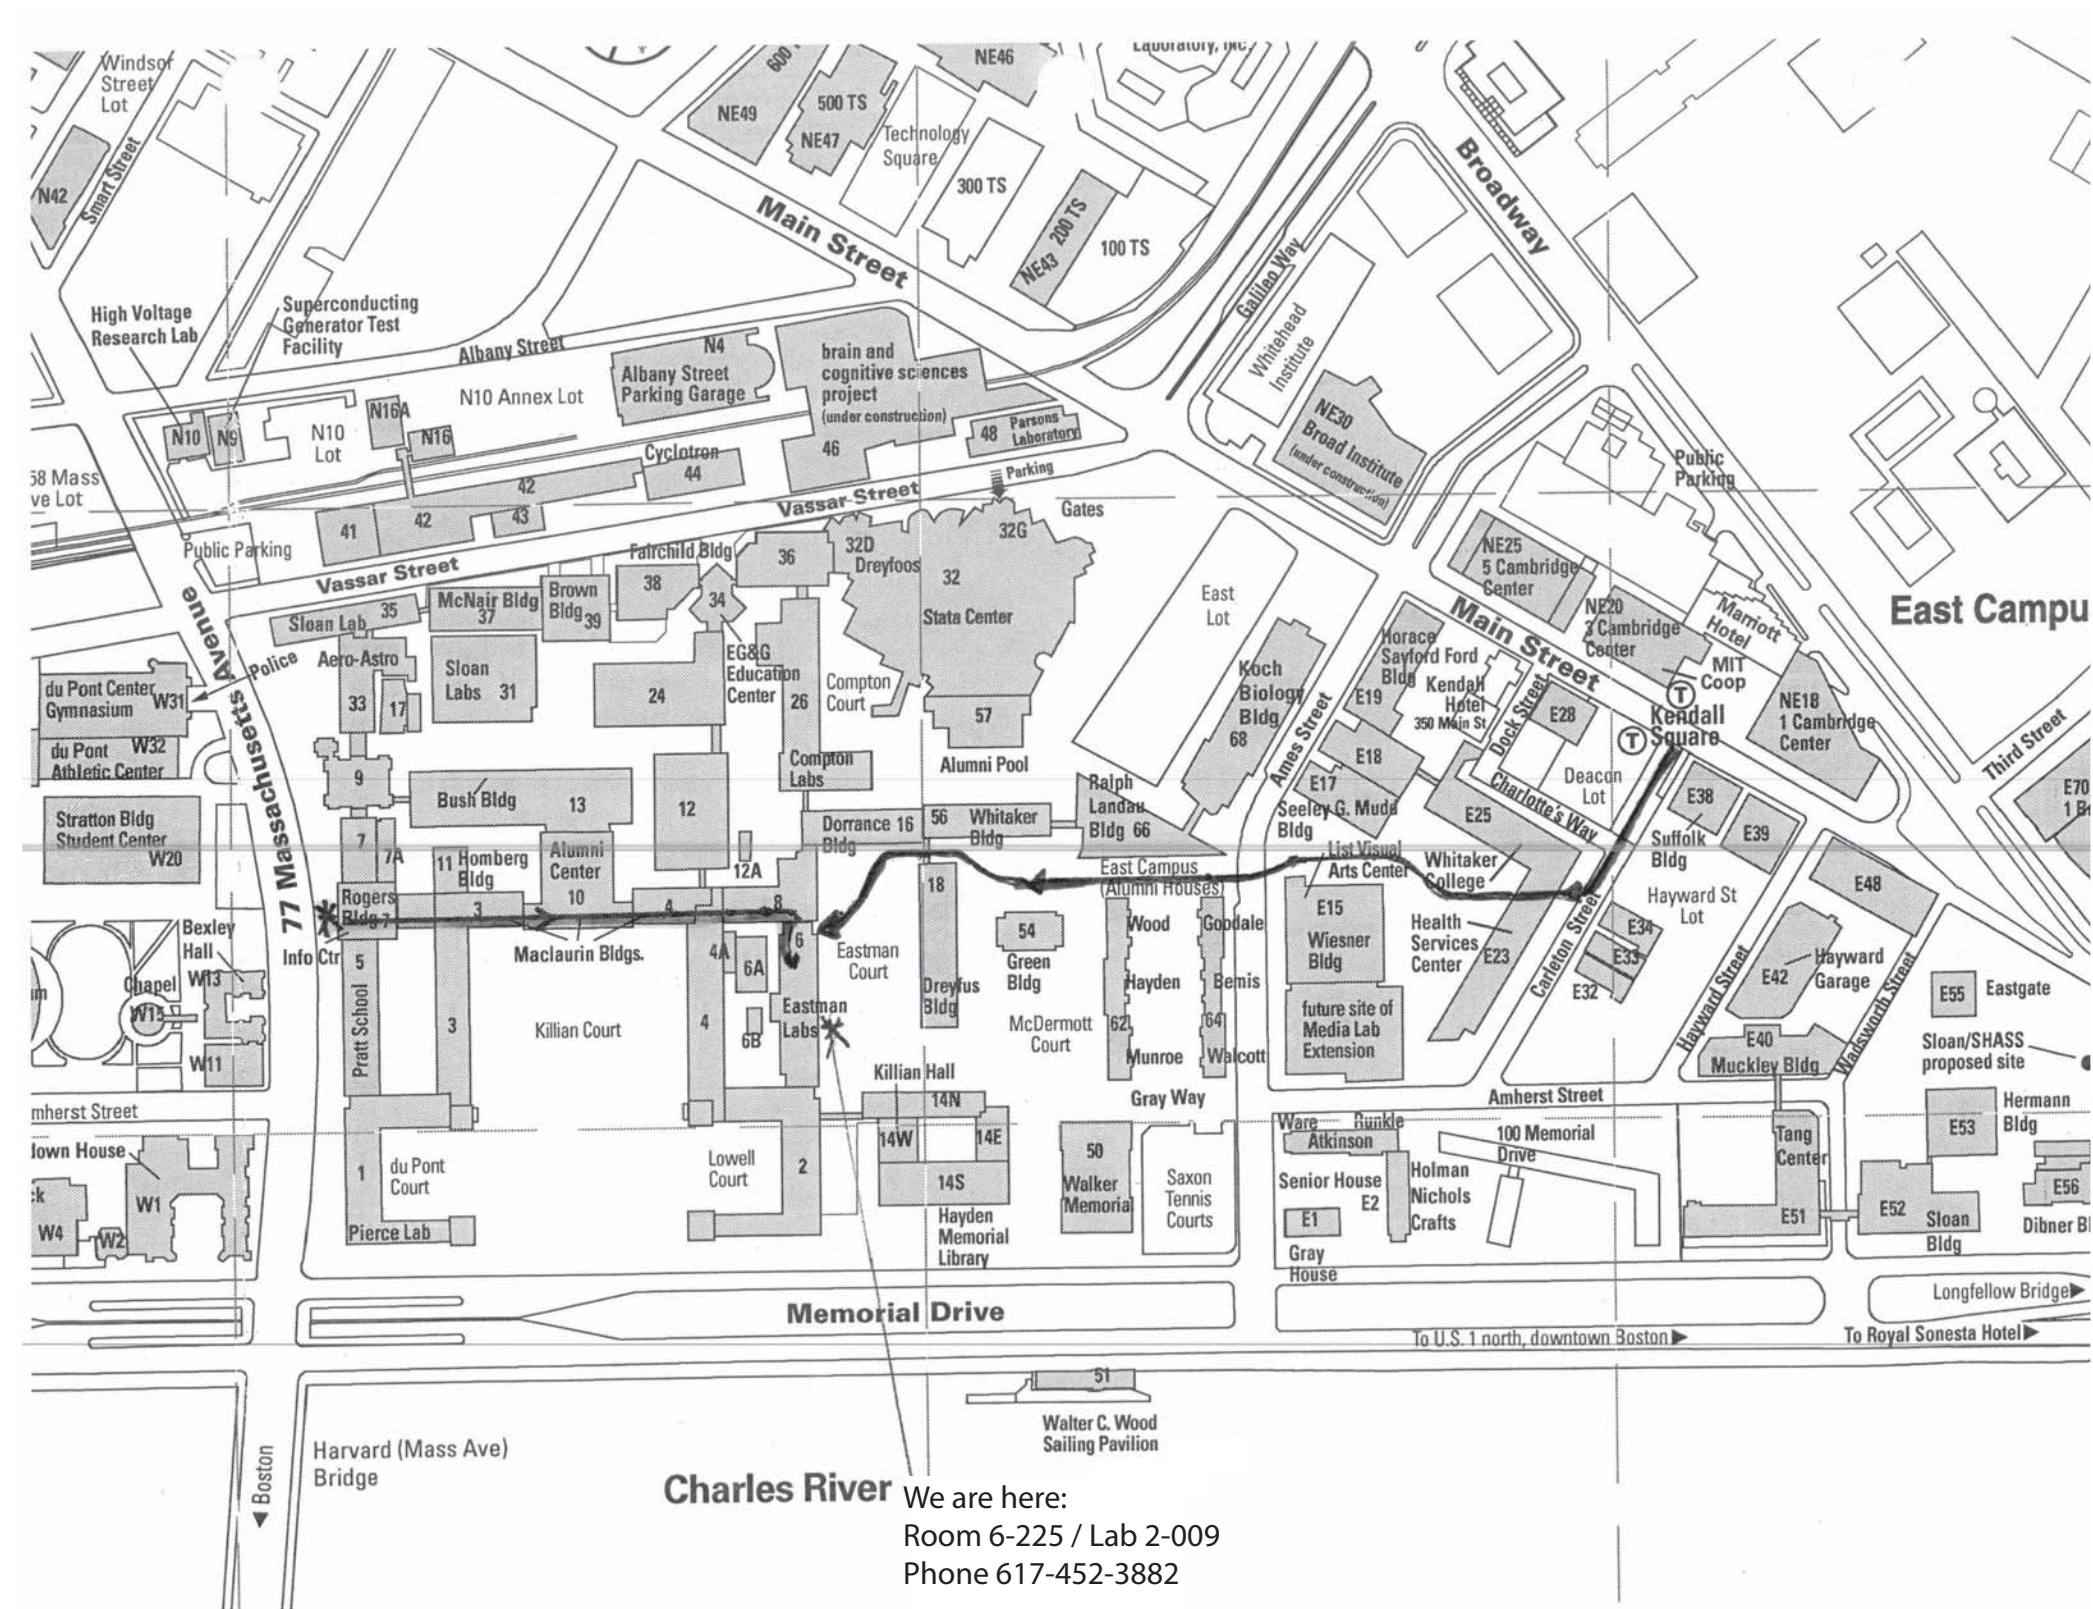 Windsor
Street
Lot
Smart Street
N42
600
NE49
500 TS
NE47
Technology
Square
NE46
Laboratory, Inc.
300 TS
200 TS
NE43
100 TS
Main Street
Broadway
Galileo Way
Whitehead
Institute
High Voltage
Research Lab
Superconducting
Generator Test
Facility
Albany Street
N4
Albany Street
Parking Garage
brain and
cognitive sciences
project
(under construction)
46
N10 Annex Lot
N16A
N16
N10
N9
N10
Lot
48
Parsons
Laboratory
NE30
Broad Institute
(under construction)
Public
Parking
58 Mass
ve Lot
Cyclotron
44
42
42
43
41
Parking
Vassar Street
Gates
Public Parking
Vassar Street
Fairchild Bldg
36
32D
Dreyfoos
32G
32
Stata Center
38
34
Brown
Bldg
39
McNair Bldg
37
35
Sloan Lab
East
Lot
NE25
5 Cambridge
Center
NE20
3 Cambridge
Center
Marriott
Hotel
East Campu
Main Street
MIT
Coop
T
Kendall
Square
T
NE18
1 Cambridge
Center
Third Street
Police
Aero-Astro
33
17
Sloan
Labs
31
24
EG&G
Education
Center
26
Compton
Court
57
Alumni Pool
Koch
Biology
Bldg
68
Ames Street
Horace
Sayford Ford
Bldg
E19
Kendall
Hotel
350 Main St
Dock Street
E28
du Pont Center
Gymnasium
W31
du Pont
Athletic Center
W32
77 Massachusetts Avenue
9
Bush Bldg
13
12
Compton
Labs
Ralph
Landau
Bldg 66
E18
E17
Seeley G. Mudd
Bldg
E25
Charlotte's Way
Deacon
Lot
E38
Suffolk
Bldg
E39
E70
1 Br
Stratton Bldg
Student Center
W20
7
7A
11
Homberg
Bldg
Alumni
Center
10
12A
Dorrance 16
Bldg
56
Whitaker
Bldg
List Visual
Arts Center
Whitaker
College
East Campus
(Alumni Houses)
Hayward St
Lot
E48
Rogers
Bldg 7
3
4
8
18
Info Ctr
Maclaurin Bldgs.
6
Eastman
Court
54
Green
Bldg
Wood
Goodale
E15
Wiesner
Bldg
Health
Services
Center
E23
Carleton Street
E34
E33
E32
Hayward Street
Hayward
Garage
E42
Wadsworth Street
E55
Eastgate
Bexley
Hall
W13
Chapel
W15
W11
5
Pratt School
3
Killian Court
4A
4
6A
6B
Eastman
Labs
Dreyfus
Bldg
McDermott
Court
Hayden
Bemis
62
64
Munroe
Walcott
future site of
Media Lab
Extension
E40
Muckley Bldg
Sloan/SHASS
proposed site
Killian Hall
14N
14W
14E
14S
Hayden
Memorial
Library
Gray Way
Amherst Street
mherst Street
Hermann
Bldg
E53
down House
W1
W2
W4
ck
1
du Pont
Court
Pierce Lab
Lowell
Court
2
50
Walker
Memorial
Saxon
Tennis
Courts
Ware
Runkle
Atkinson
Senior House
E2
Holman
Nichols
Crafts
E1
Gray
House
100 Memorial
Drive
Tang
Center
E51
E52
Sloan
Bldg
E56
Dibner Bl
Longfellow Bridge
Memorial Drive
To U.S. 1 north, downtown Boston
To Royal Sonesta Hotel
51
Walter C. Wood
Sailing Pavilion
Harvard (Mass Ave)
Bridge
Boston
Charles River
We are here:
Room 6-225 / Lab 2-009
Phone 617-452-3882